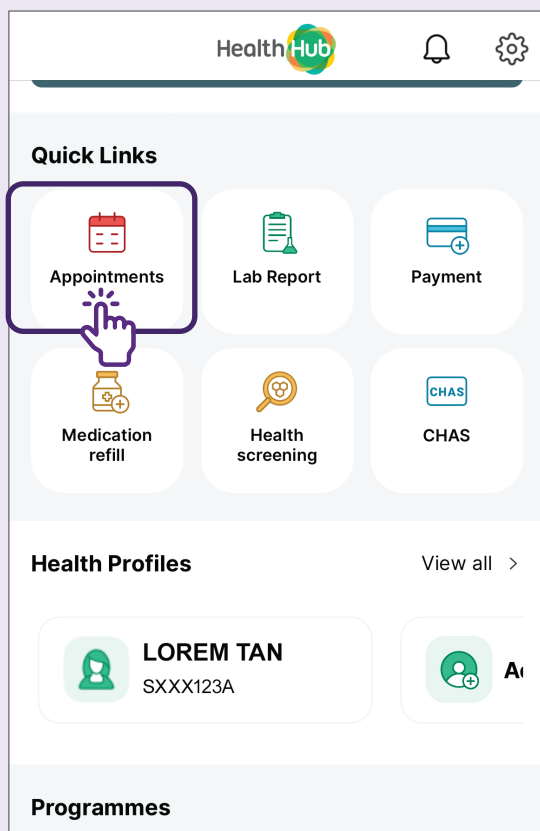 HealthHub
Quick Links
Appointments
Lab Report
Payment
Medication
refill
Health
screening
CHAS
CHAS
Health Profiles
View all
LOREM TAN
SXXX123A
Programmes